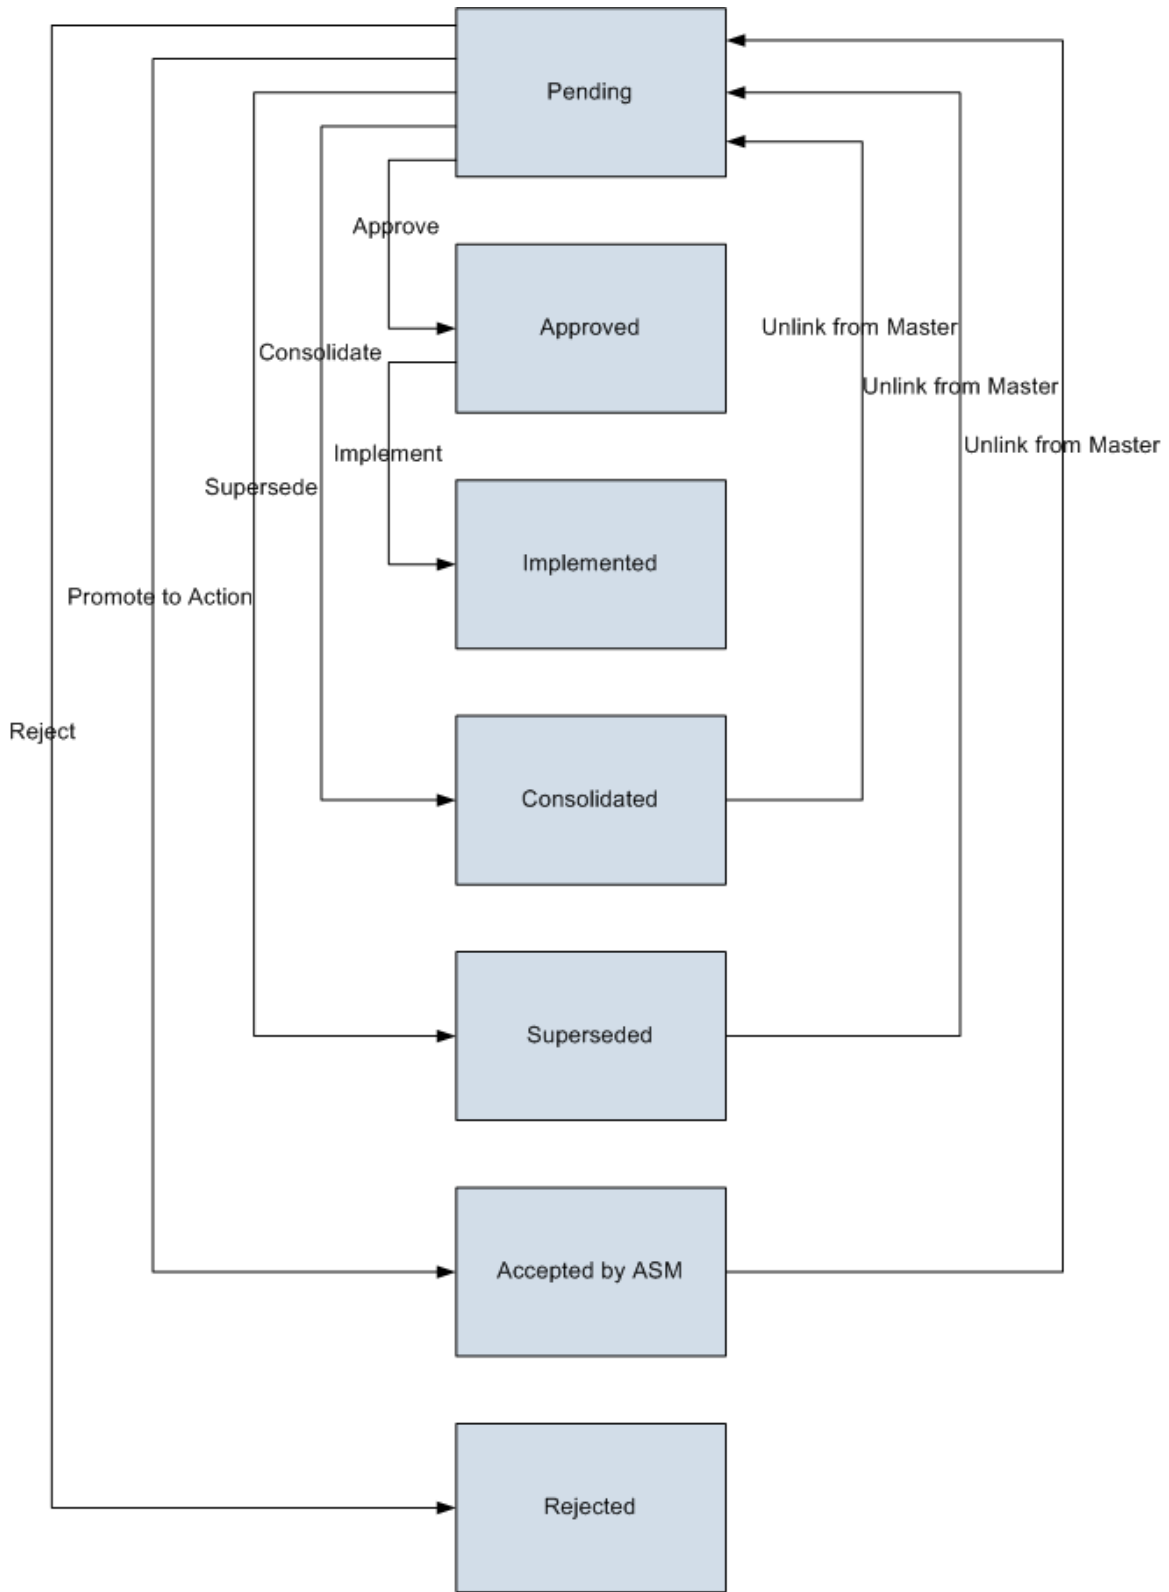 Pending
Approve
Approved
Unlink from Master
Consolidate
Unlink from Master
Unlink from Master
Implement
Supersede
Implemented
Promote to Action
Reject
Consolidated
Superseded
Accepted by ASM
Rejected